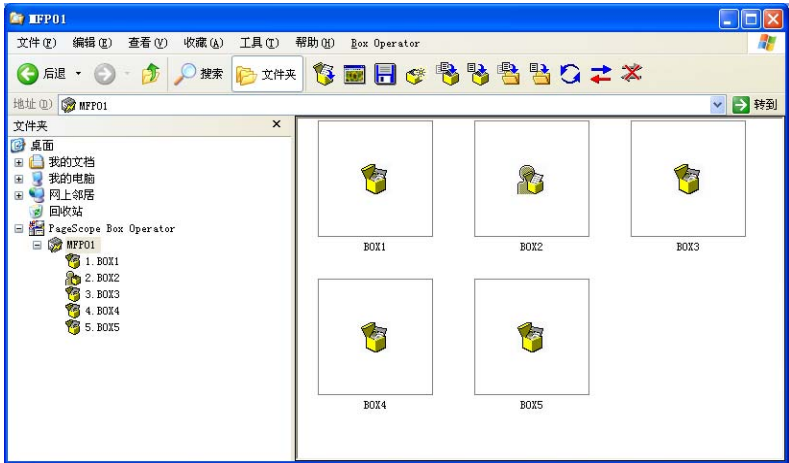 MFP01
文件(F) 编辑(E) 查看(V) 收藏(A) 工具(T) 帮助(H) Box Operator
后退 搜索 文件夹
地址(D) MFP01 转到
文件夹
桌面
我的文档
我的电脑
网上邻居
回收站
PageScope Box Operator
MFP01
1. BOX1
2. BOX2
3. BOX3
4. BOX4
5. BOX5
BOX1 BOX2 BOX3
BOX4 BOX5